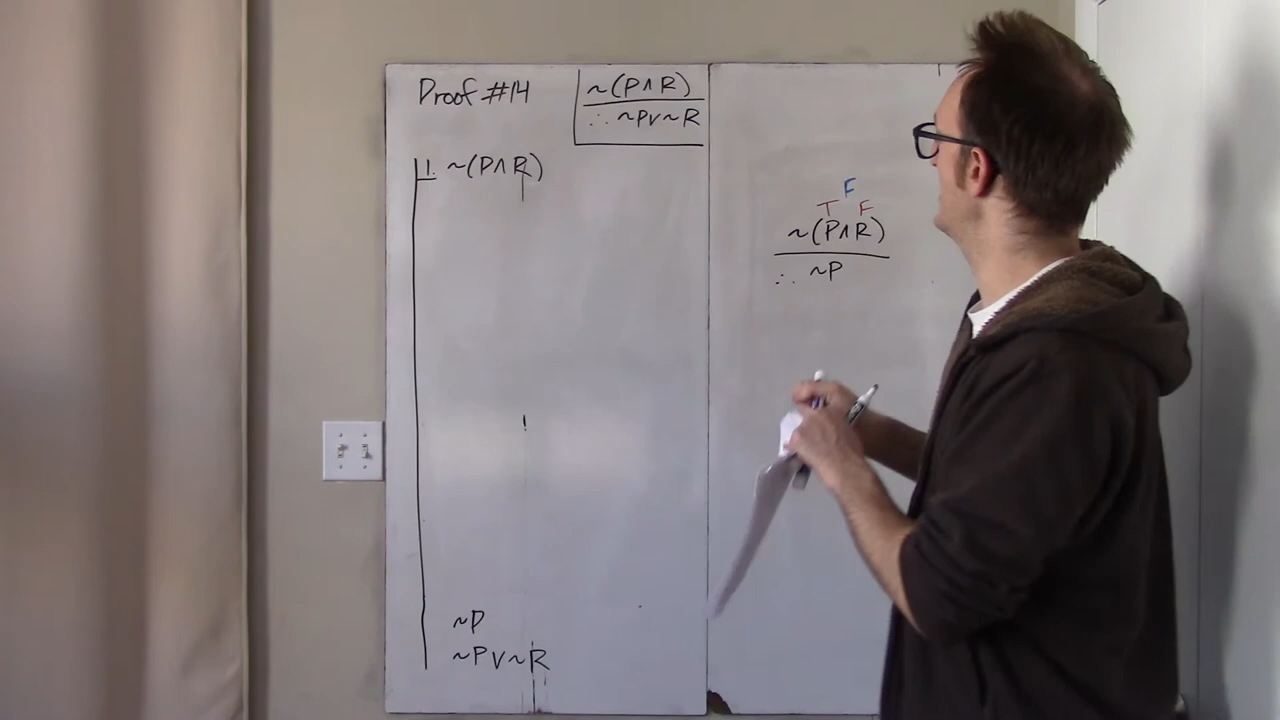 Proof #14
~(P∧R)
∴ ~P∨~R
1. ~(P∧R)
~P
~P∨~R
F
T F
~(P∧R)
∴ ~P